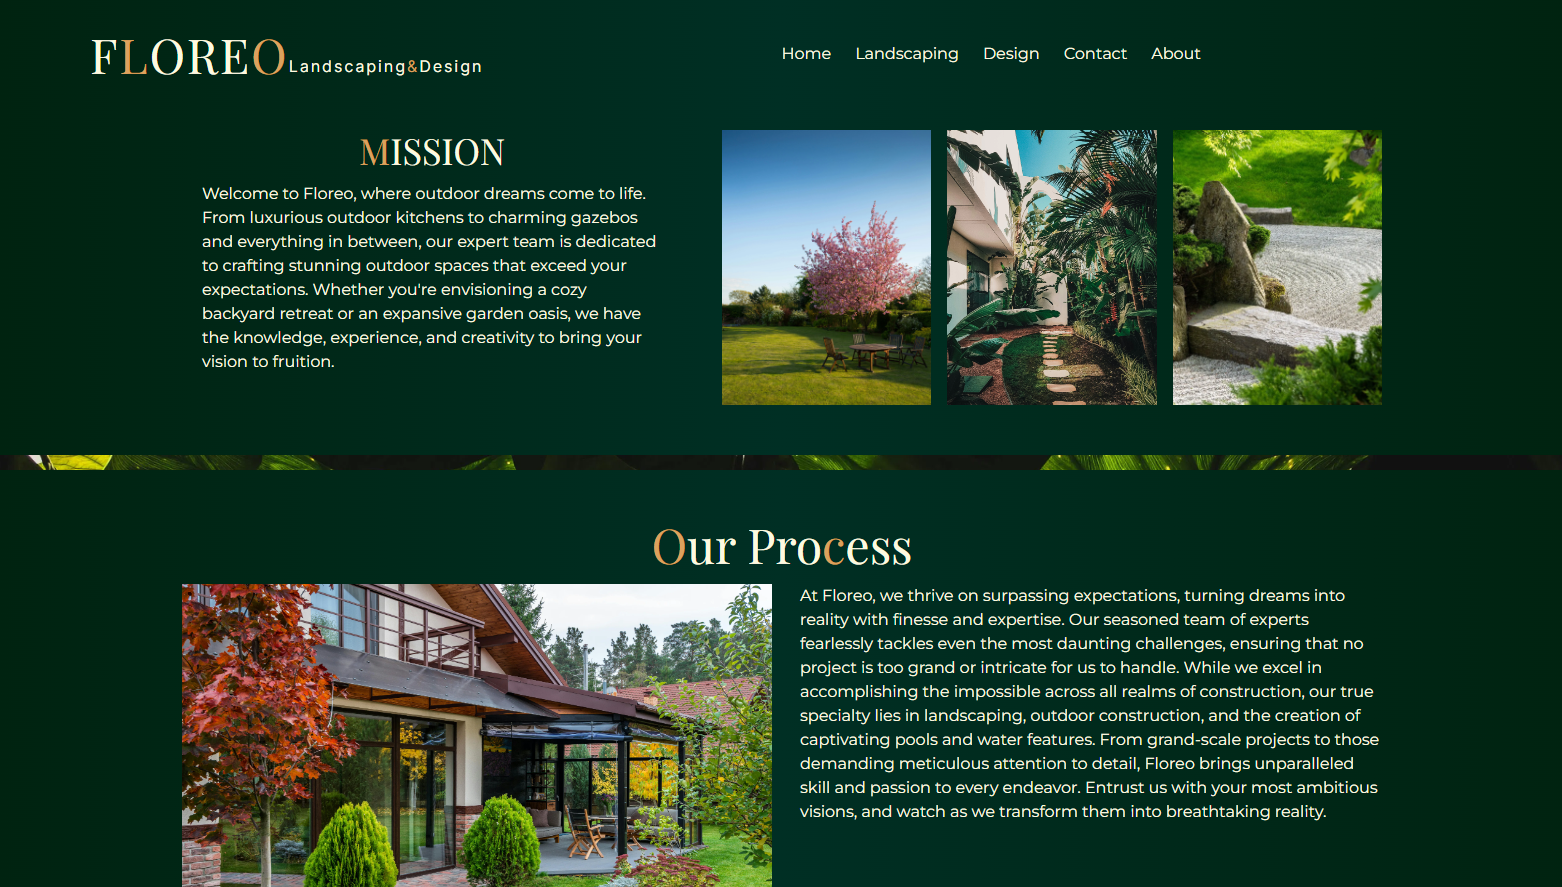 FLOREO Landscaping&Design
Home Landscaping Design Contact About
MISSION
Welcome to Floreo, where outdoor dreams come to life.
From luxurious outdoor kitchens to charming gazebos
and everything in between, our expert team is dedicated
to crafting stunning outdoor spaces that exceed your
expectations. Whether you're envisioning a cozy
backyard retreat or an expansive garden oasis, we have
the knowledge, experience, and creativity to bring your
vision to fruition.
Our Process
At Floreo, we thrive on surpassing expectations, turning dreams into
reality with finesse and expertise. Our seasoned team of experts
fearlessly tackles even the most daunting challenges, ensuring that no
project is too grand or intricate for us to handle. While we excel in
accomplishing the impossible across all realms of construction, our true
specialty lies in landscaping, outdoor construction, and the creation of
captivating pools and water features. From grand-scale projects to those
demanding meticulous attention to detail, Floreo brings unparalleled
skill and passion to every endeavor. Entrust us with your most ambitious
visions, and watch as we transform them into breathtaking reality.